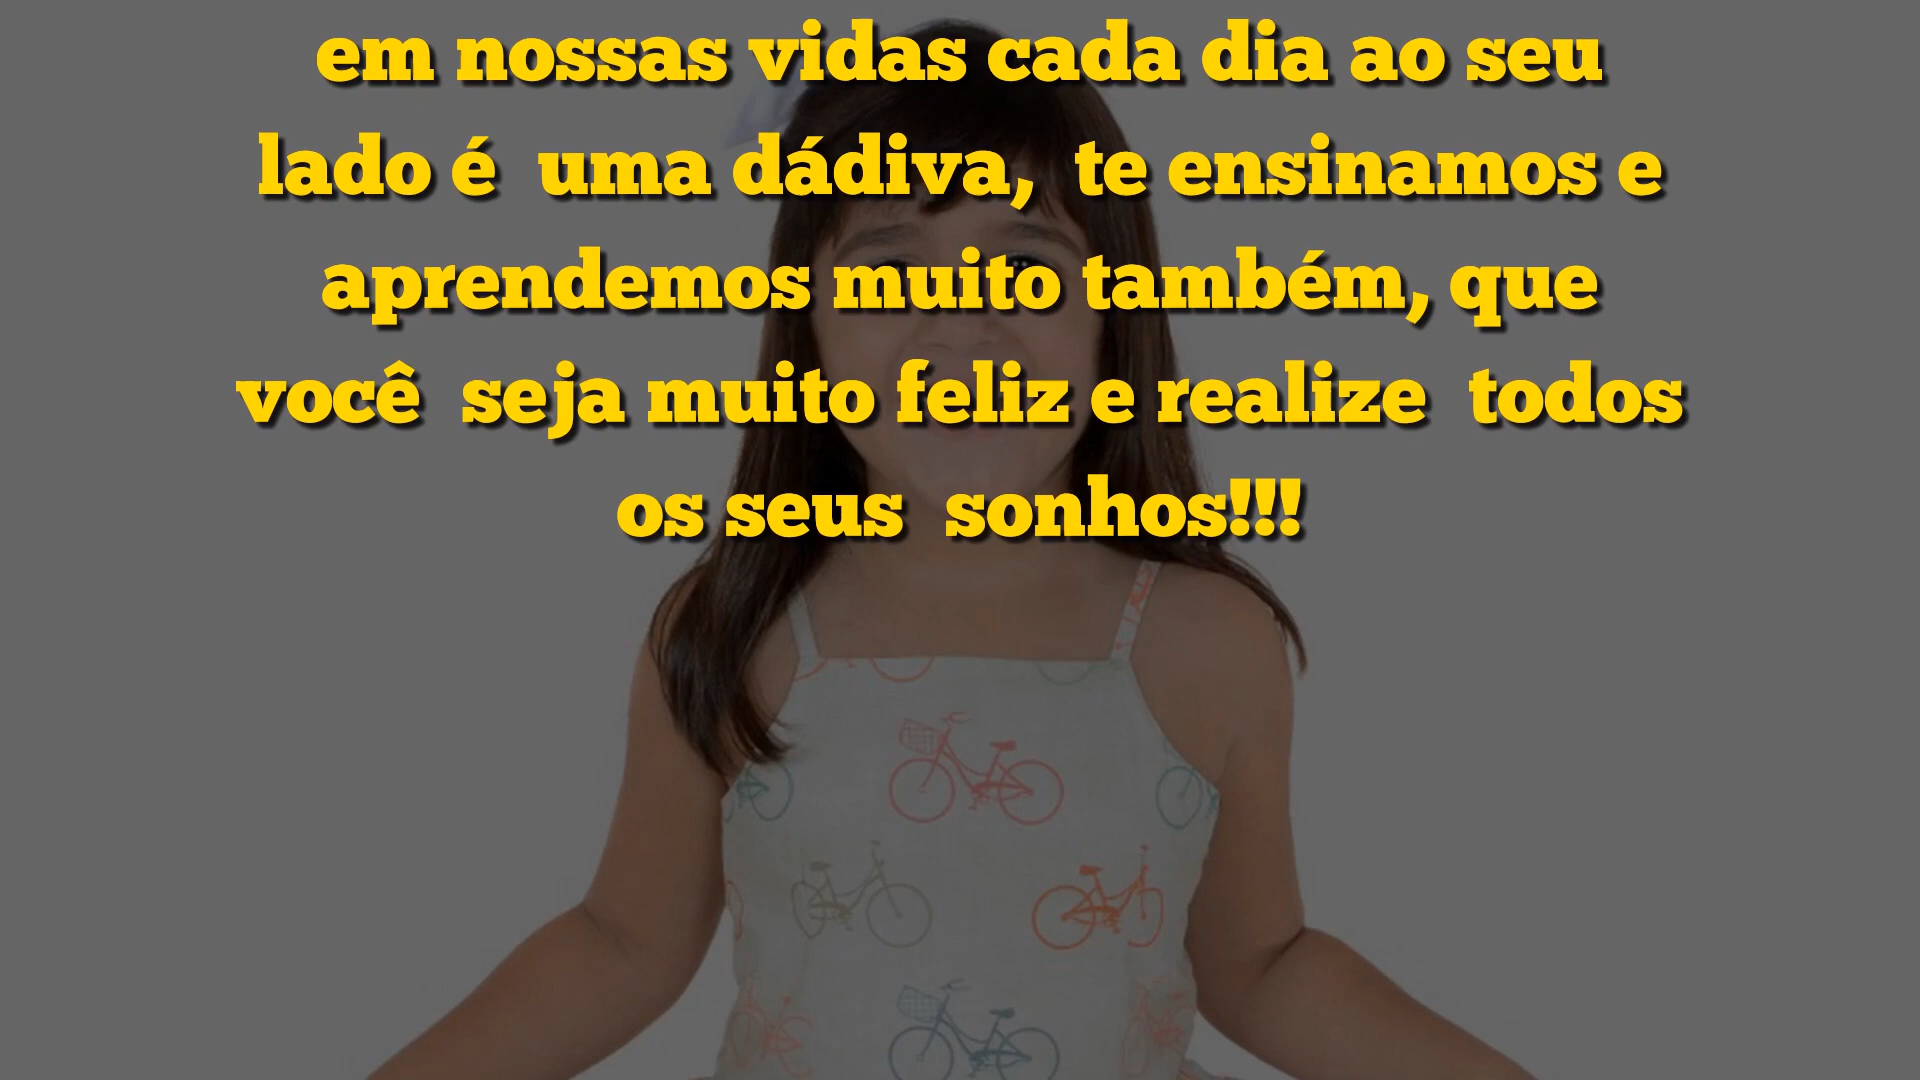 em nossas vidas cada dia ao seu
lado é uma dádiva, te ensinamos e
aprendemos muito também, que
você seja muito feliz e realize todos
os seus sonhos!!!